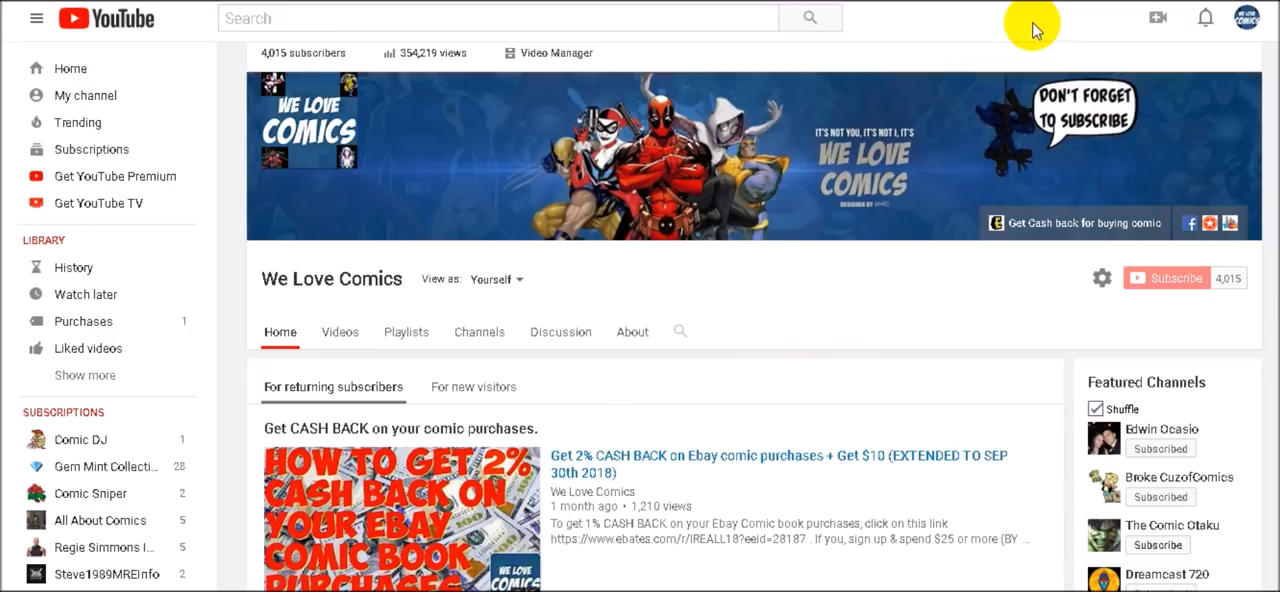 YouTube
Search
4,015 subscribers
354,219 views
Video Manager
Home
My channel
Trending
Subscriptions
Get YouTube Premium
Get YouTube TV
LIBRARY
History
Watch later
Purchases 1
Liked videos
Show more
SUBSCRIPTIONS
Comic DJ 1
Gem Mint Collecti... 28
Comic Sniper 2
All About Comics 5
Regie Simmons I... 5
Steve1989MREInfo 2
WE LOVE
COMICS
WE LOVE
COMICS
IT'S NOT YOU, IT'S NOT I, IT'S
WE LOVE
COMICS
DESIGNED BY
DON'T FORGET
TO SUBSCRIBE
Get Cash back for buying comic
We Love Comics
View as: Yourself
Subscribe 4,015
Home Videos Playlists Channels Discussion About
For returning subscribers For new visitors
Get CASH BACK on your comic purchases.
HOW TO GET 2%
CASH BACK ON
YOUR EBAY
COMIC BOOK
PURCHASES
WE LOVE
COMICS
Get 2% CASH BACK on Ebay comic purchases + Get $10 (EXTENDED TO SEP
30th 2018)
We Love Comics
1 month ago • 1,210 views
To get 1% CASH BACK on your Ebay Comic book purchases, click on this link
https://www.ebates.com/r/IREALL18?eeid=28187 . If you, sign up & spend $25 or more (BY ...
Featured Channels
Shuffle
Edwin Ocasio
Subscribed
Broke CuzofComics
Subscribed
The Comic Otaku
Subscribe
Dreamcast 720